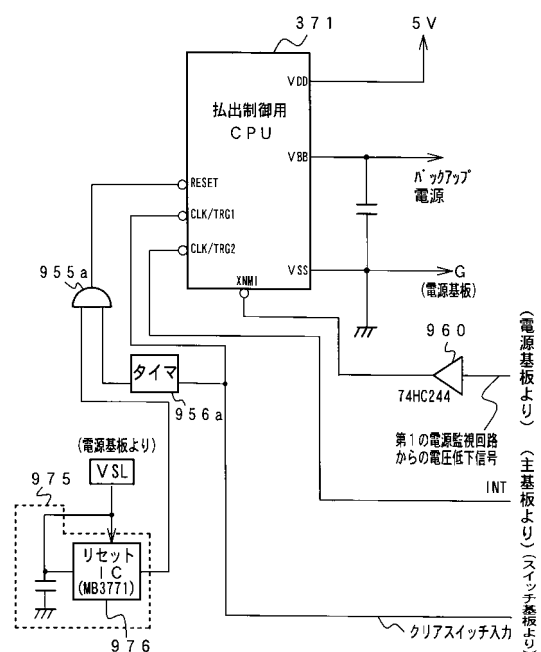 371
5V
払出制御用
CPU
VDD
VBB
バックアップ
電源
RESET
CLK/TRG1
CLK/TRG2
XNMI
VSS
G
(電源基板)
955a
960
74HC244
(電源基板より)
タイマ
956a
第1の電源監視回路
からの電圧低下信号
(電源基板より)
VSL
975
INT
(主基板より)
リセット
IC
(MB3771)
976
クリアスイッチ入力
(スイッチ基板より)